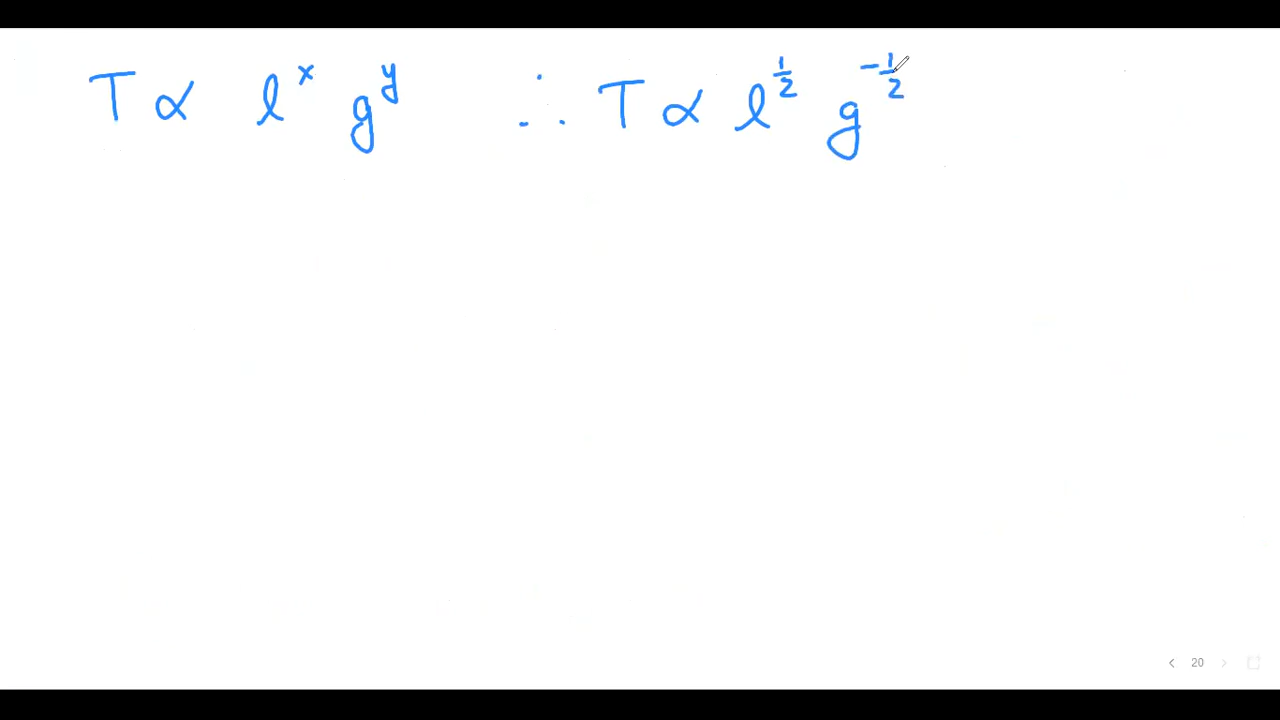 T ∝ l^x g^y ∴ T ∝ l^{1/2} g^{-1/2}
< 20 >